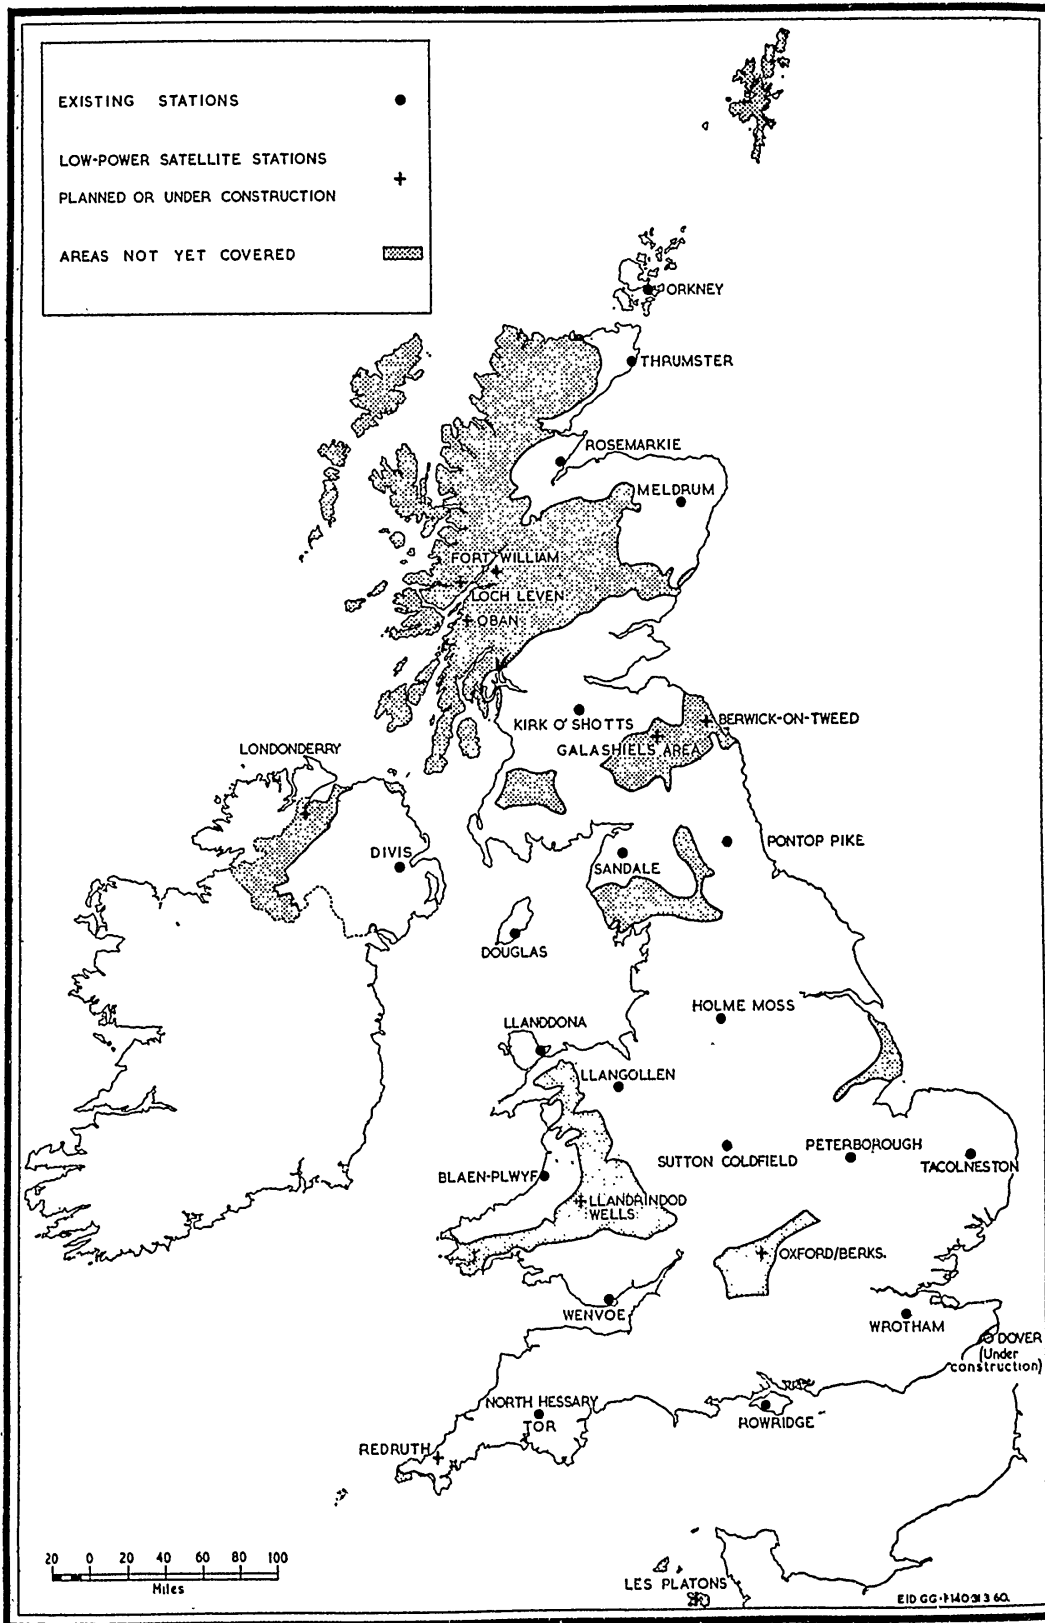 EXISTING STATIONS
LOW-POWER SATELLITE STATIONS
PLANNED OR UNDER CONSTRUCTION
AREAS NOT YET COVERED
ORKNEY
THRUMSTER
ROSEMARKIE
MELDRUM
FORT WILLIAM
LOCH LEVEN
OBAN
KIRK O' SHOTTS
BERWICK-ON-TWEED
GALASHIELS AREA
LONDONDERRY
DIVIS
SANDALE
PONTOP PIKE
DOUGLAS
HOLME MOSS
LLANDDONA
LLANGOLLEN
SUTTON COLDFIELD
PETERBOROUGH
TACOLNESTON
BLAEN-PLWYF
LLANDRINDOD
WELLS
OXFORD/BERKS.
WENVOE
WROTHAM
DOVER
(Under
construction)
NORTH HESSARY
TOR
ROWRIDGE
REDRUTH
20 0 20 40 60 80 100
Miles
LES PLATONS